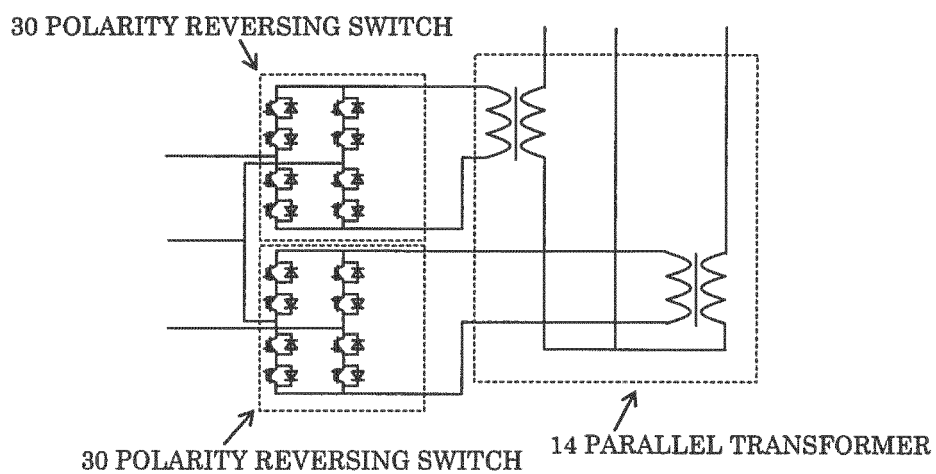 30 POLARITY REVERSING SWITCH
30 POLARITY REVERSING SWITCH
14 PARALLEL TRANSFORMER